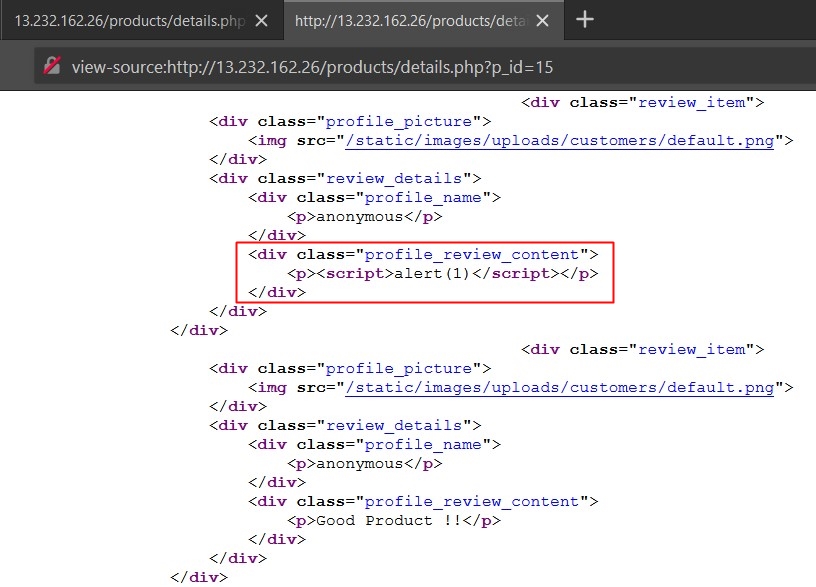 13.232.162.26/products/details.php
http://13.232.162.26/products/deta
view-source:http://13.232.162.26/products/details.php?p_id=15
<div class="review_item">
<div class="profile_picture">
<img src="/static/images/uploads/customers/default.png">
</div>
<div class="review_details">
<div class="profile_name">
<p>anonymous</p>
</div>
<div class="profile_review_content">
<p><script>alert(1)</script></p>
</div>
</div>
</div>
<div class="review_item">
<div class="profile_picture">
<img src="/static/images/uploads/customers/default.png">
</div>
<div class="review_details">
<div class="profile_name">
<p>anonymous</p>
</div>
<div class="profile_review_content">
<p>Good Product !!</p>
</div>
</div>
</div>